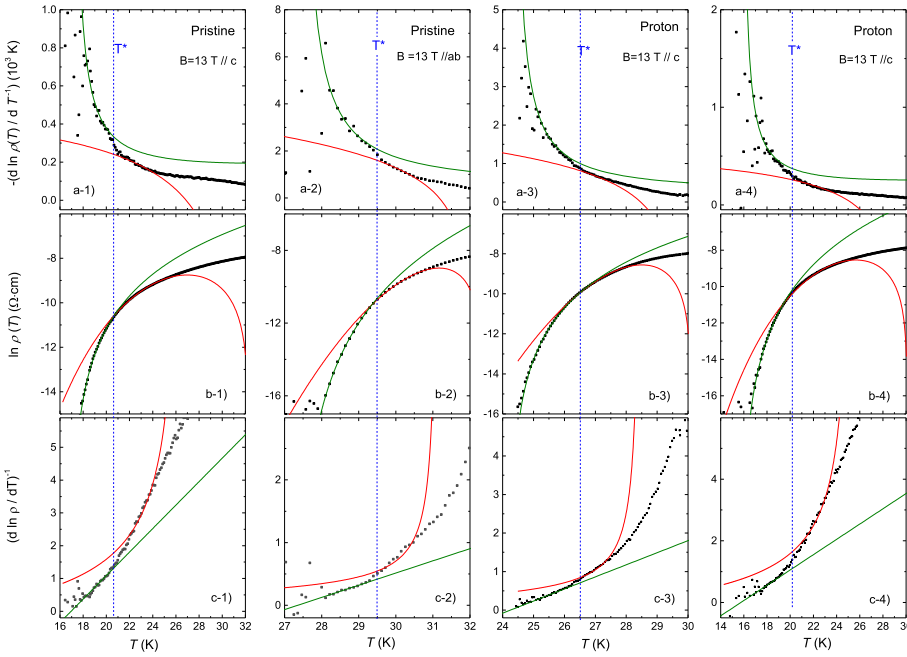 -(d ln ρ(T) / d T⁻¹) (10³ K)
1.0
0.8
0.6
0.4
0.2
0.0
Pristine
T*
B=13 T // c
a-1)
8
6
4
2
0
Pristine
T*
B =13 T //ab
a-2)
5
4
3
2
1
0
Proton
T*
B=13 T // c
a-3)
2
1
0
Proton
T*
B=13 T //c
a-4)
ln ρ (T) (Ω·cm)
-8
-10
-12
-14
b-1)
-8
-12
-16
b-2)
-6
-8
-10
-12
-14
-16
b-3)
-6
-8
-10
-12
-14
-16
b-4)
(d ln ρ / dT)⁻¹
5
4
3
2
1
0
c-1)
2
1
0
c-2)
5
4
3
2
1
0
c-3)
4
2
0
c-4)
16 18 20 22 24 26 28 30 32
27 28 29 30 31 32
24 25 26 27 28 29 30
14 16 18 20 22 24 26 28 30
T (K)
T (K)
T (K)
T (K)